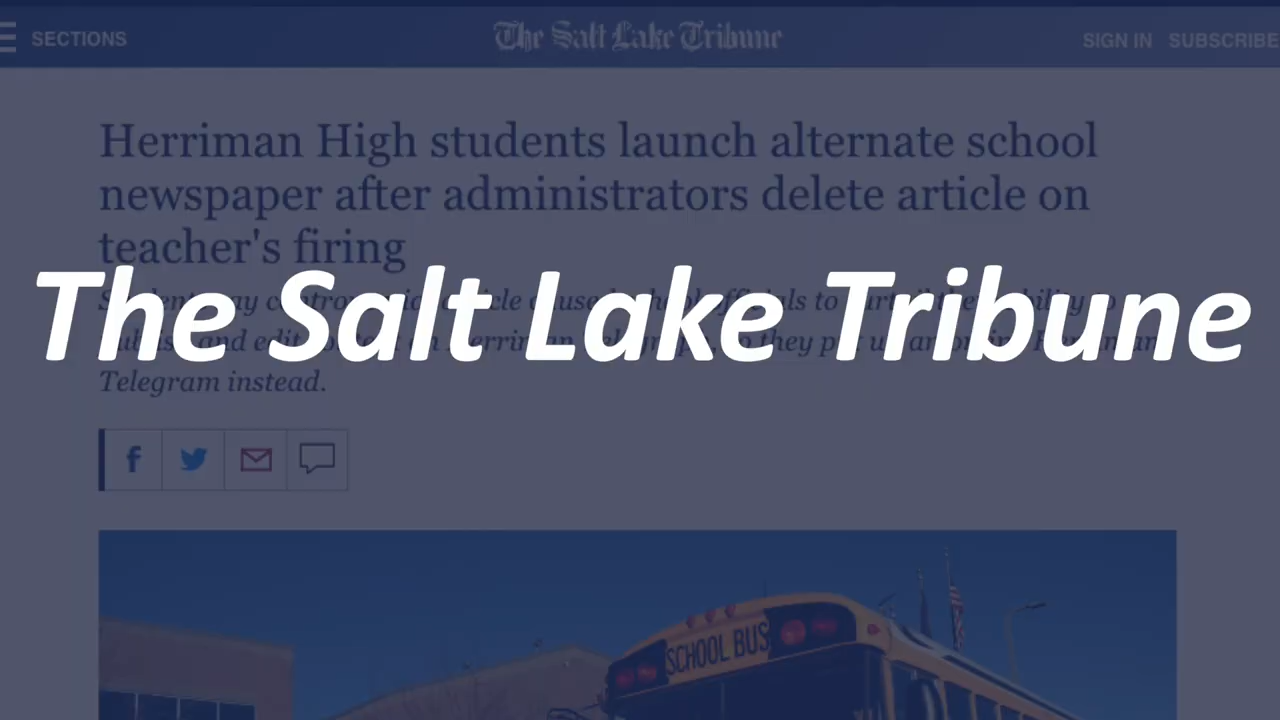 SECTIONS
The Salt Lake Tribune
SIGN IN SUBSCRIBE
Herriman High students launch alternate school
newspaper after administrators delete article on
teacher's firing
The Salt Lake Tribune
Telegram instead.
SCHOOL BUS